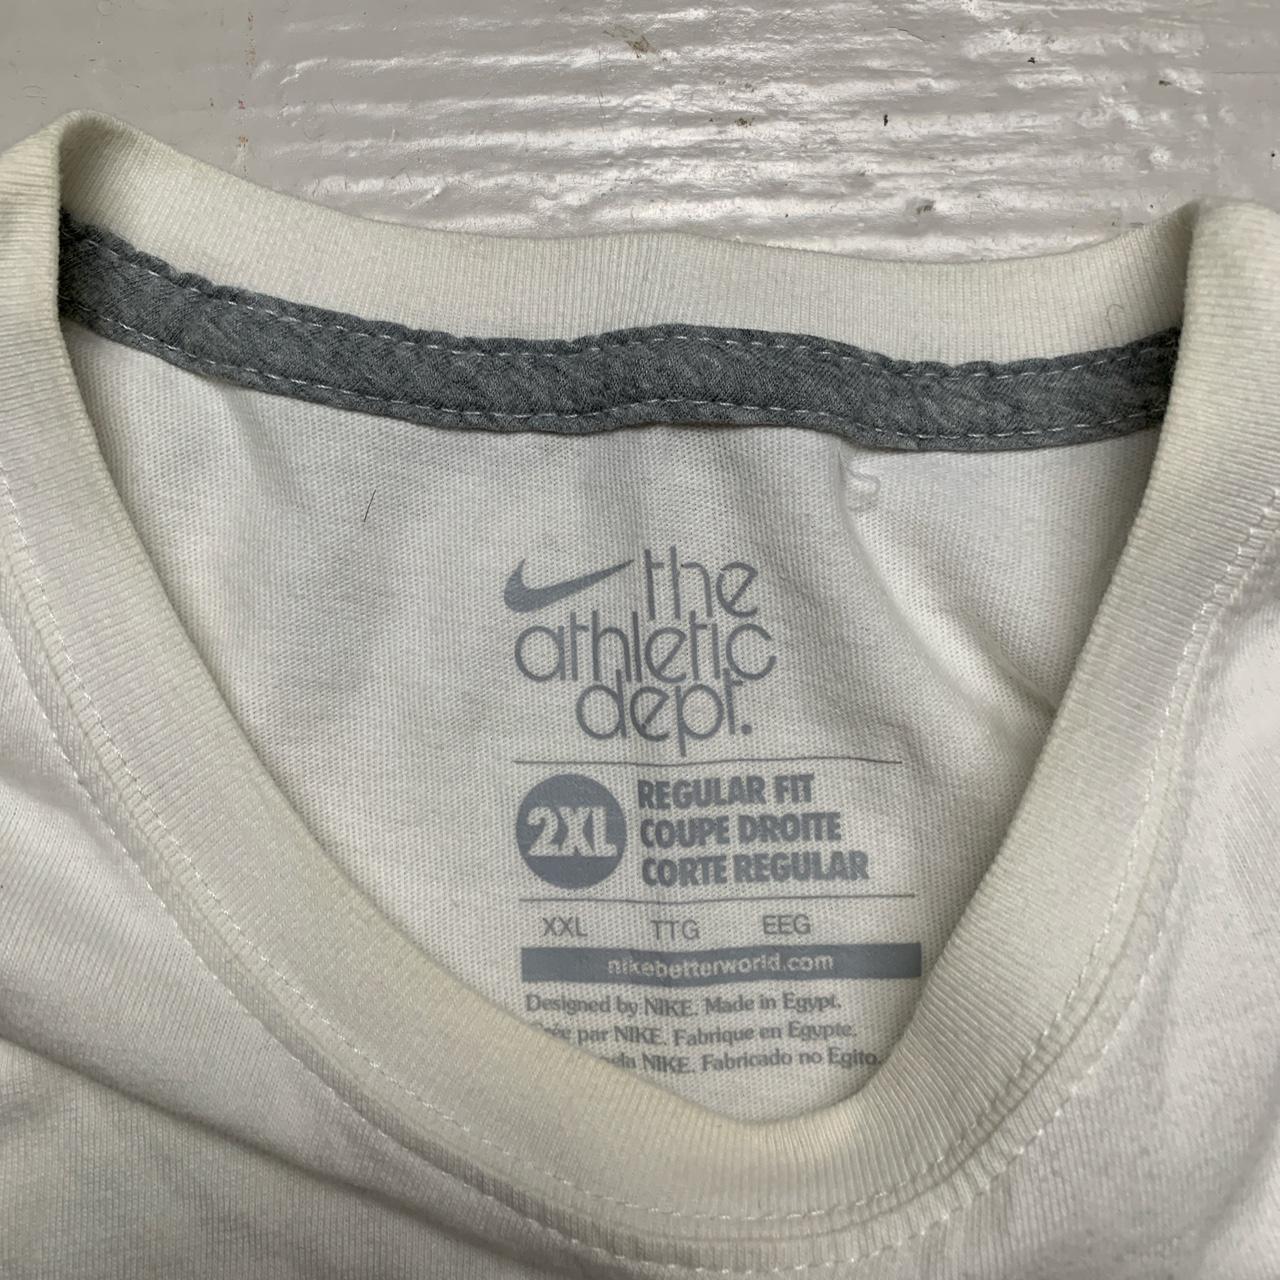 the
athletic
dept.
2XL
REGULAR FIT
COUPE DROITE
CORTE REGULAR
XXL TTG EEG
nikebetterworld.com
Designed by NIKE. Made in Egypt.
par NIKE. Fabrique en Egypte.
NIKE. Fabricado no Egito.